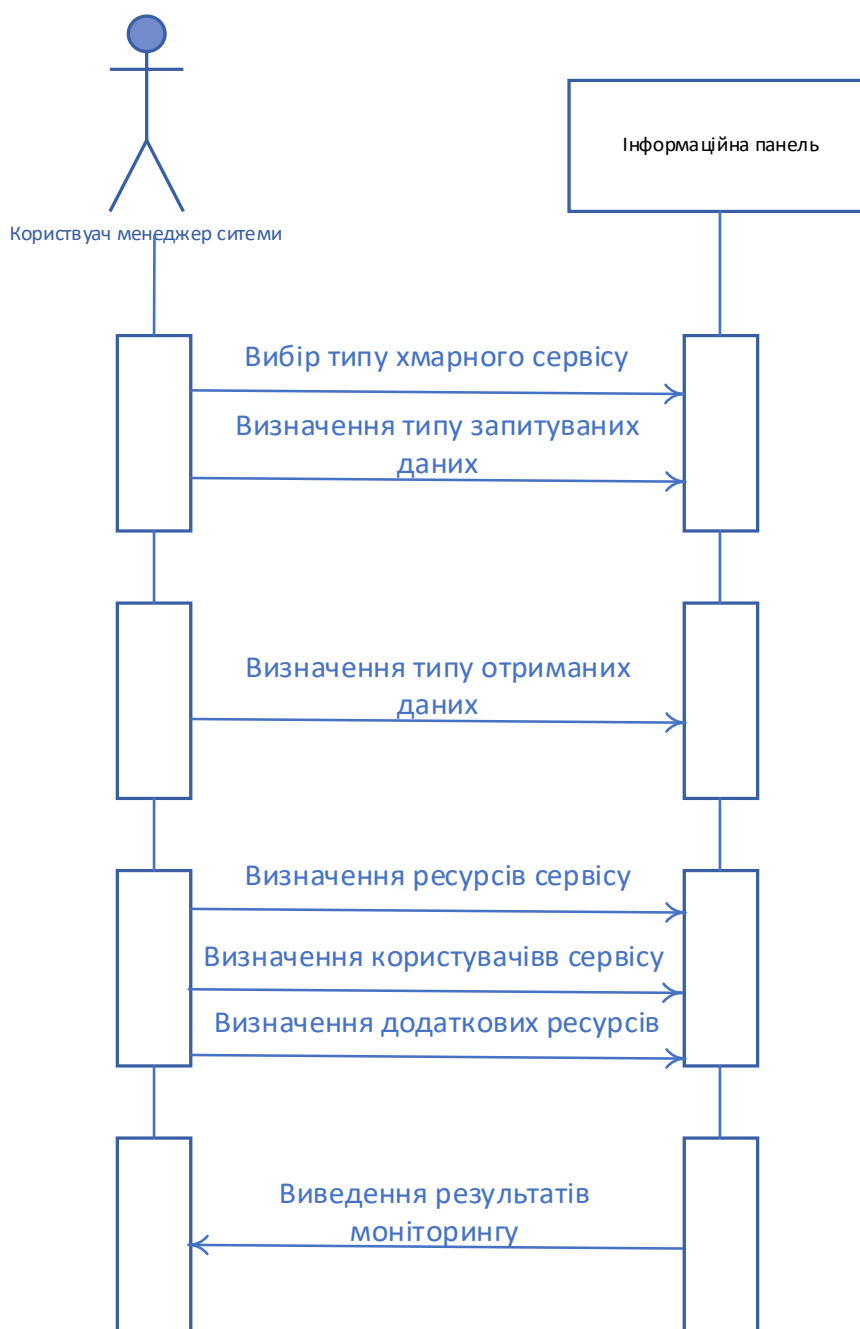 Інформаційна панель
Користвуач менеджер ситеми
Вибір типу хмарного сервісу
Визначення типу запитуваних
даних
Визначення типу отриманих
даних
Визначення ресурсів сервісу
Визначення користувачівв сервісу
Визначення додаткових ресурсів
Виведення результатів
моніторингу